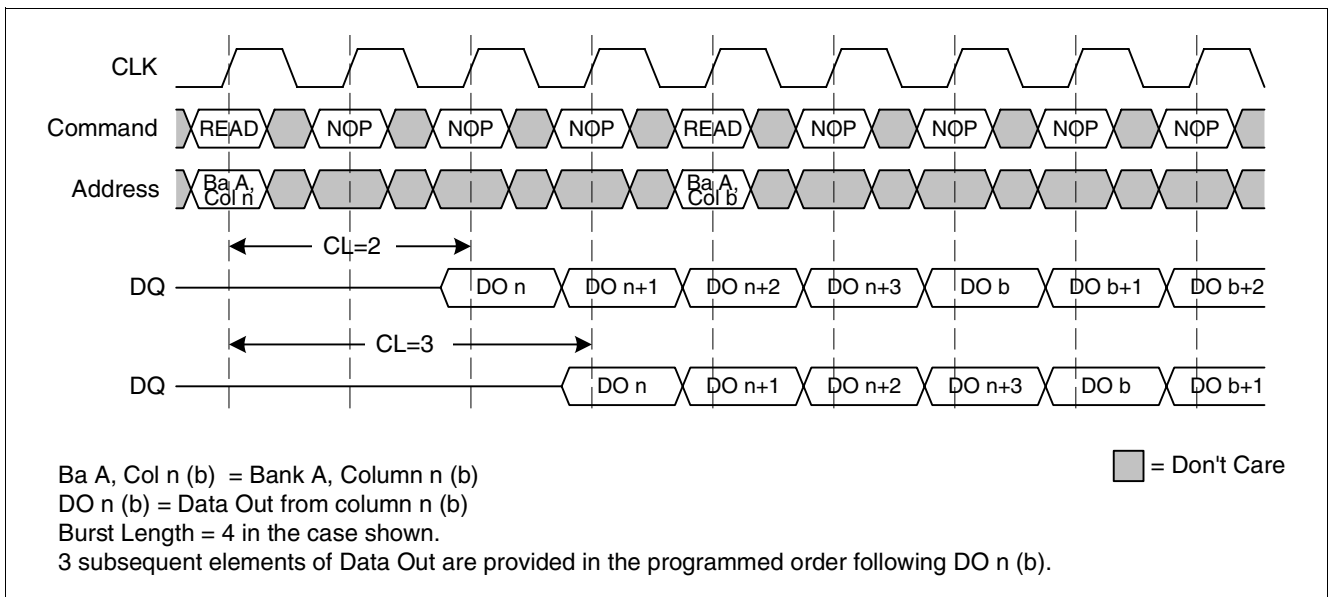 CLK
Command READ NOP NOP NOP READ NOP NOP NOP NOP
Address Ba A, Col n Ba A, Col b
CL=2
DQ DO n DO n+1 DO n+2 DO n+3 DO b DO b+1 DO b+2
CL=3
DQ DO n DO n+1 DO n+2 DO n+3 DO b DO b+1
Ba A, Col n (b) = Bank A, Column n (b)
= Don't Care
DO n (b) = Data Out from column n (b)
Burst Length = 4 in the case shown.
3 subsequent elements of Data Out are provided in the programmed order following DO n (b).